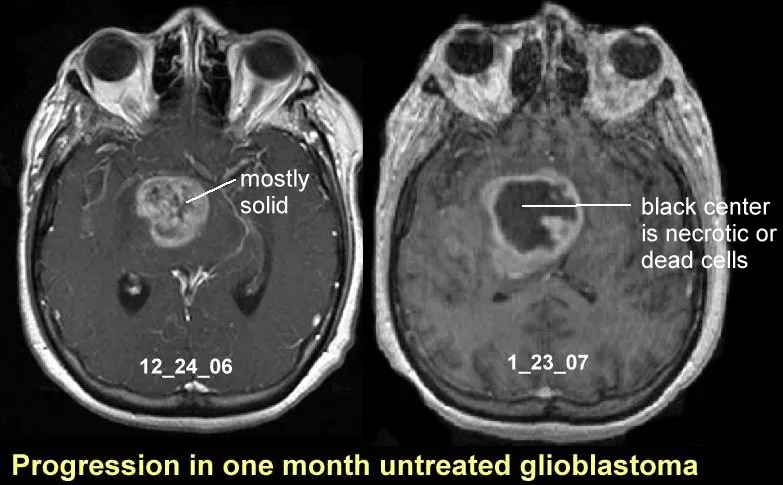 mostly
solid
black center
is necrotic or
dead cells
12_24_06
1_23_07
Progression in one month untreated glioblastoma